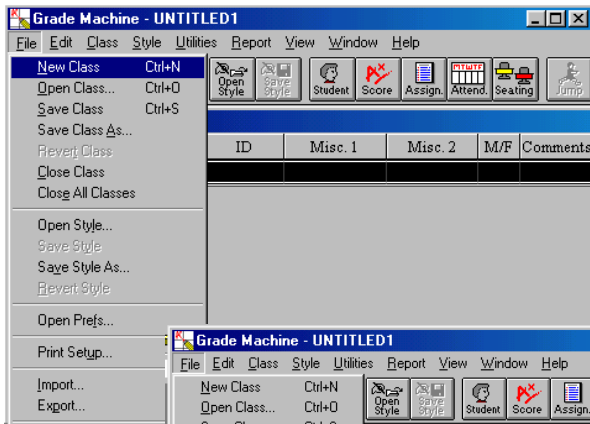 Grade Machine - UNTITLED1
File Edit Class Style Utilities Report View Window Help
New Class Ctrl+N
Open Class... Ctrl+O
Save Class Ctrl+S
Save Class As...
Revert Class
Close Class
Close All Classes
Open Style...
Save Style
Save Style As...
Revert Style
Open Prefs...
Print Setup...
Import...
Export...
Open Style
Save Style
Student
Score
Assign.
MTWTF
Attend.
Seating
Jump
ID Misc. 1 Misc. 2 M/F Comments
Grade Machine - UNTITLED1
File Edit Class Style Utilities Report View Window Help
New Class Ctrl+N
Open Class... Ctrl+O
Open Style
Save Style
Student
Score
Assign.